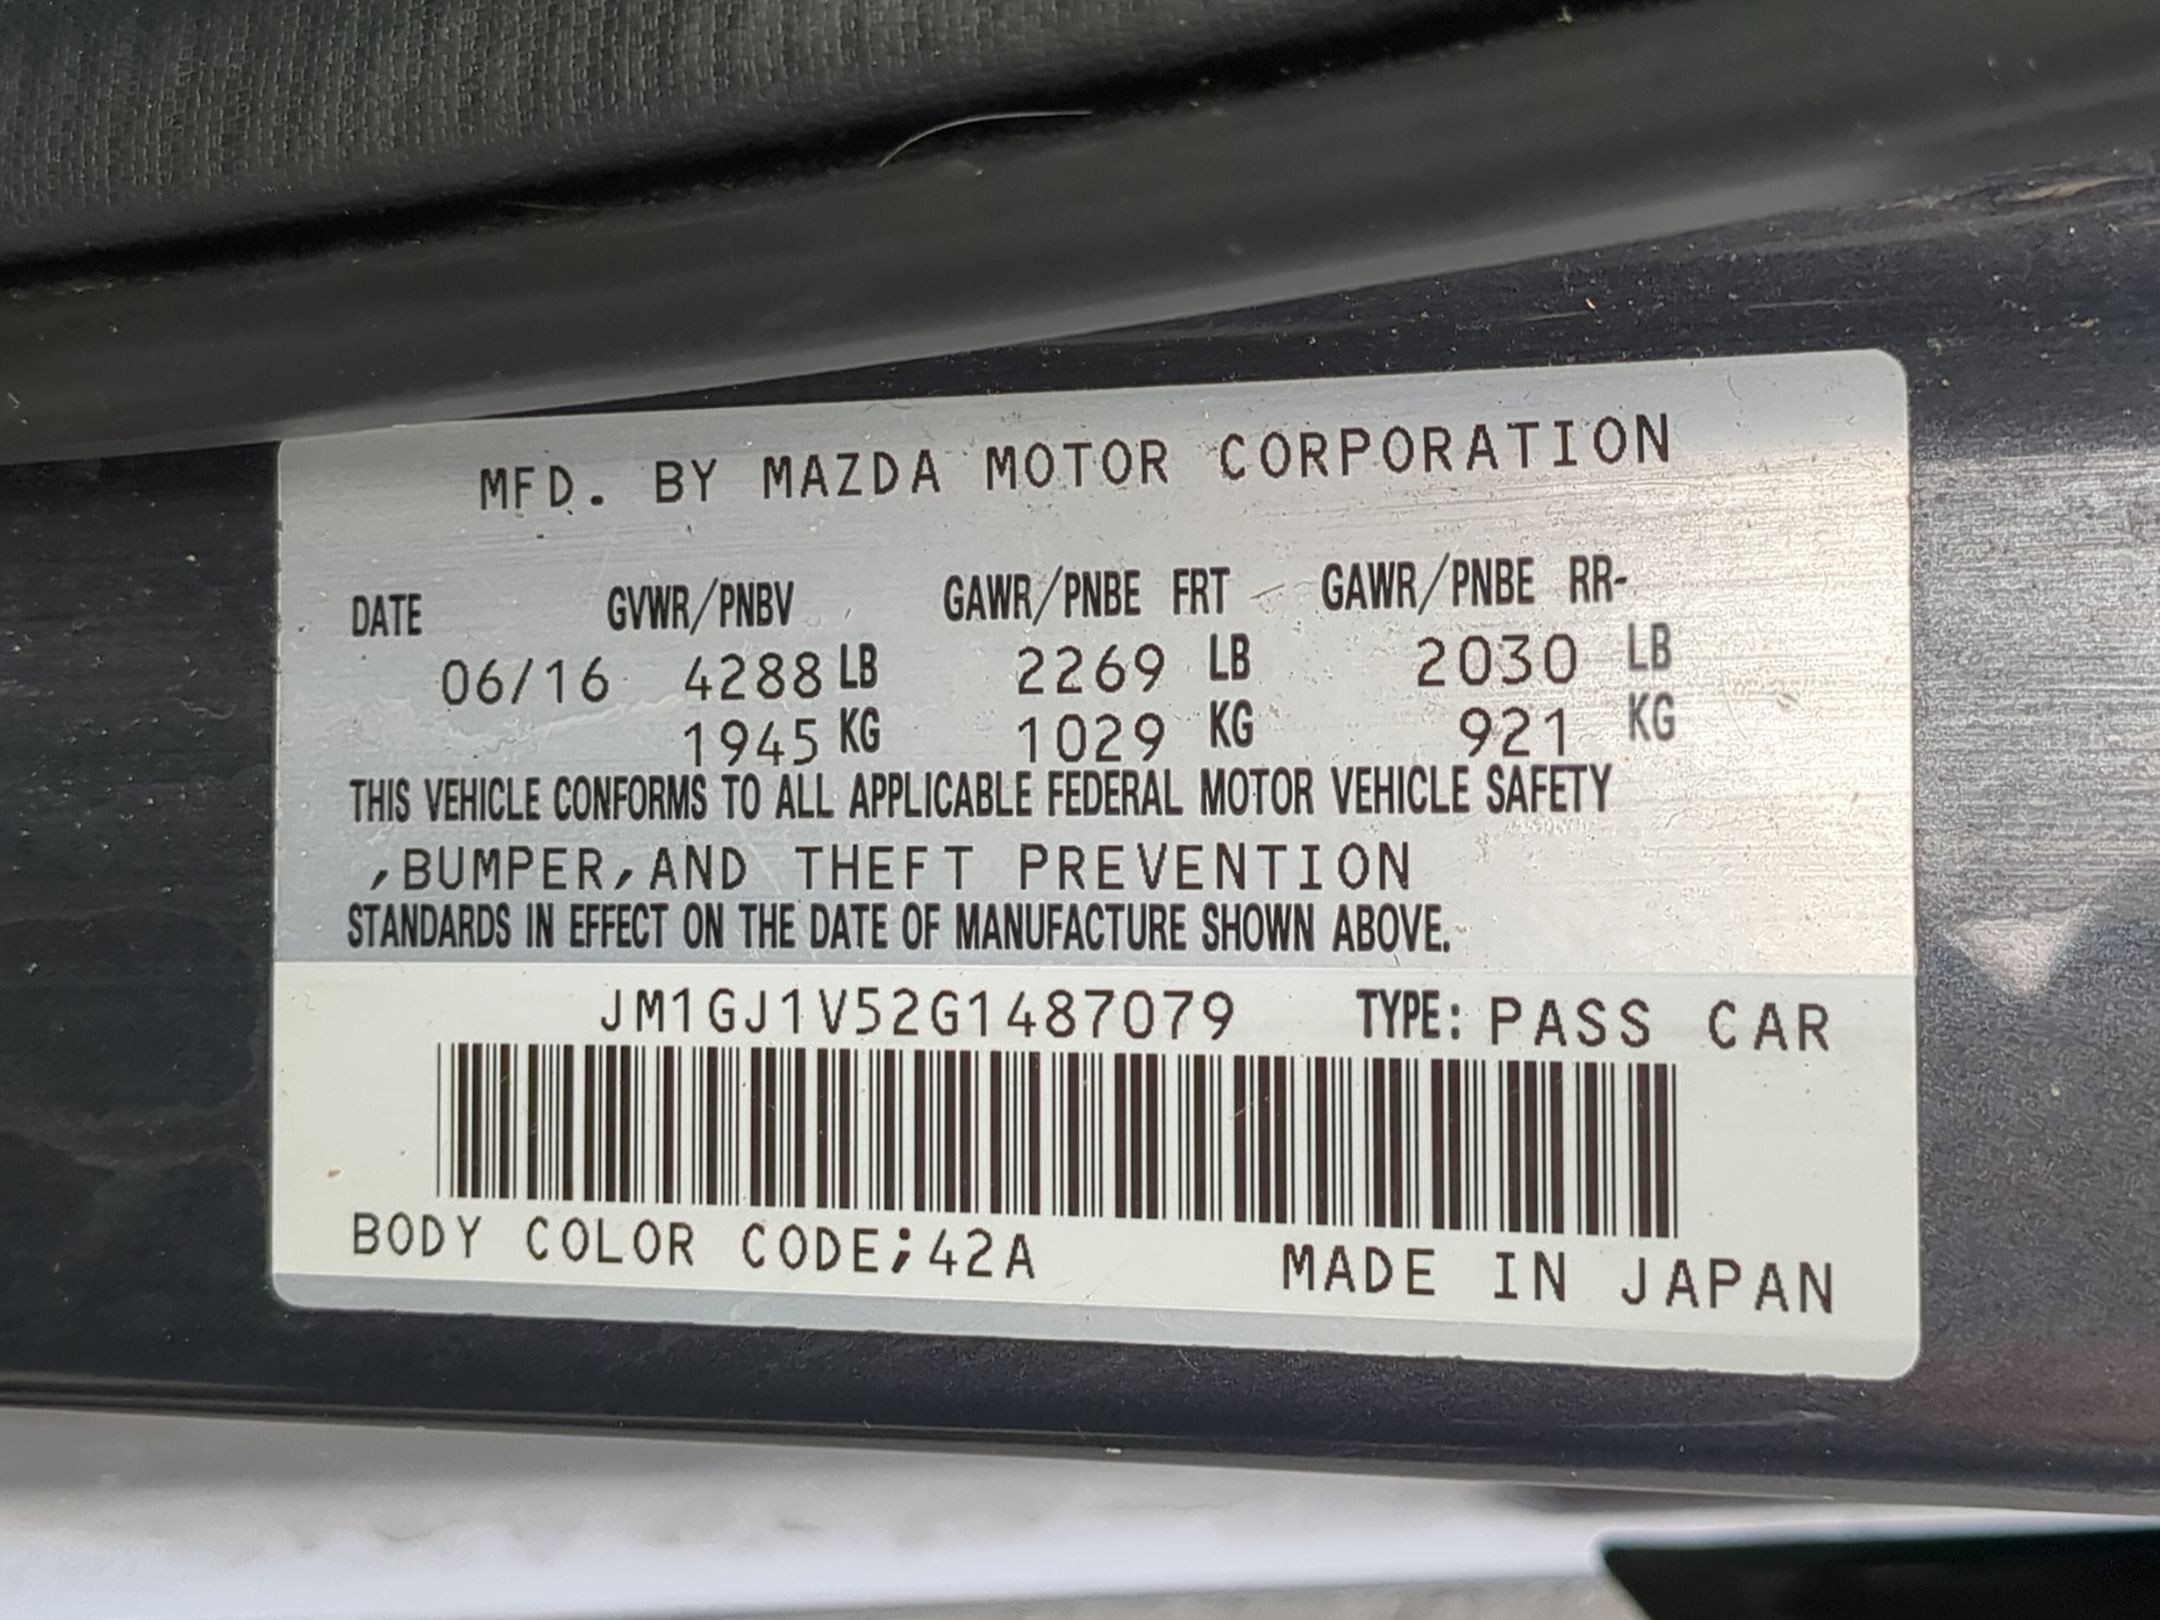 MFD. BY MAZDA MOTOR CORPORATION
DATE GVWR/PNBV GAWR/PNBE FRT GAWR/PNBE RR-
06/16 4288 LB 2269 LB 2030 LB
1945 KG 1029 KG 921 KG
THIS VEHICLE CONFORMS TO ALL APPLICABLE FEDERAL MOTOR VEHICLE SAFETY
,BUMPER,AND THEFT PREVENTION
STANDARDS IN EFFECT ON THE DATE OF MANUFACTURE SHOWN ABOVE.
JM1GJ1V52G1487079 TYPE: PASS CAR
BODY COLOR CODE;42A MADE IN JAPAN